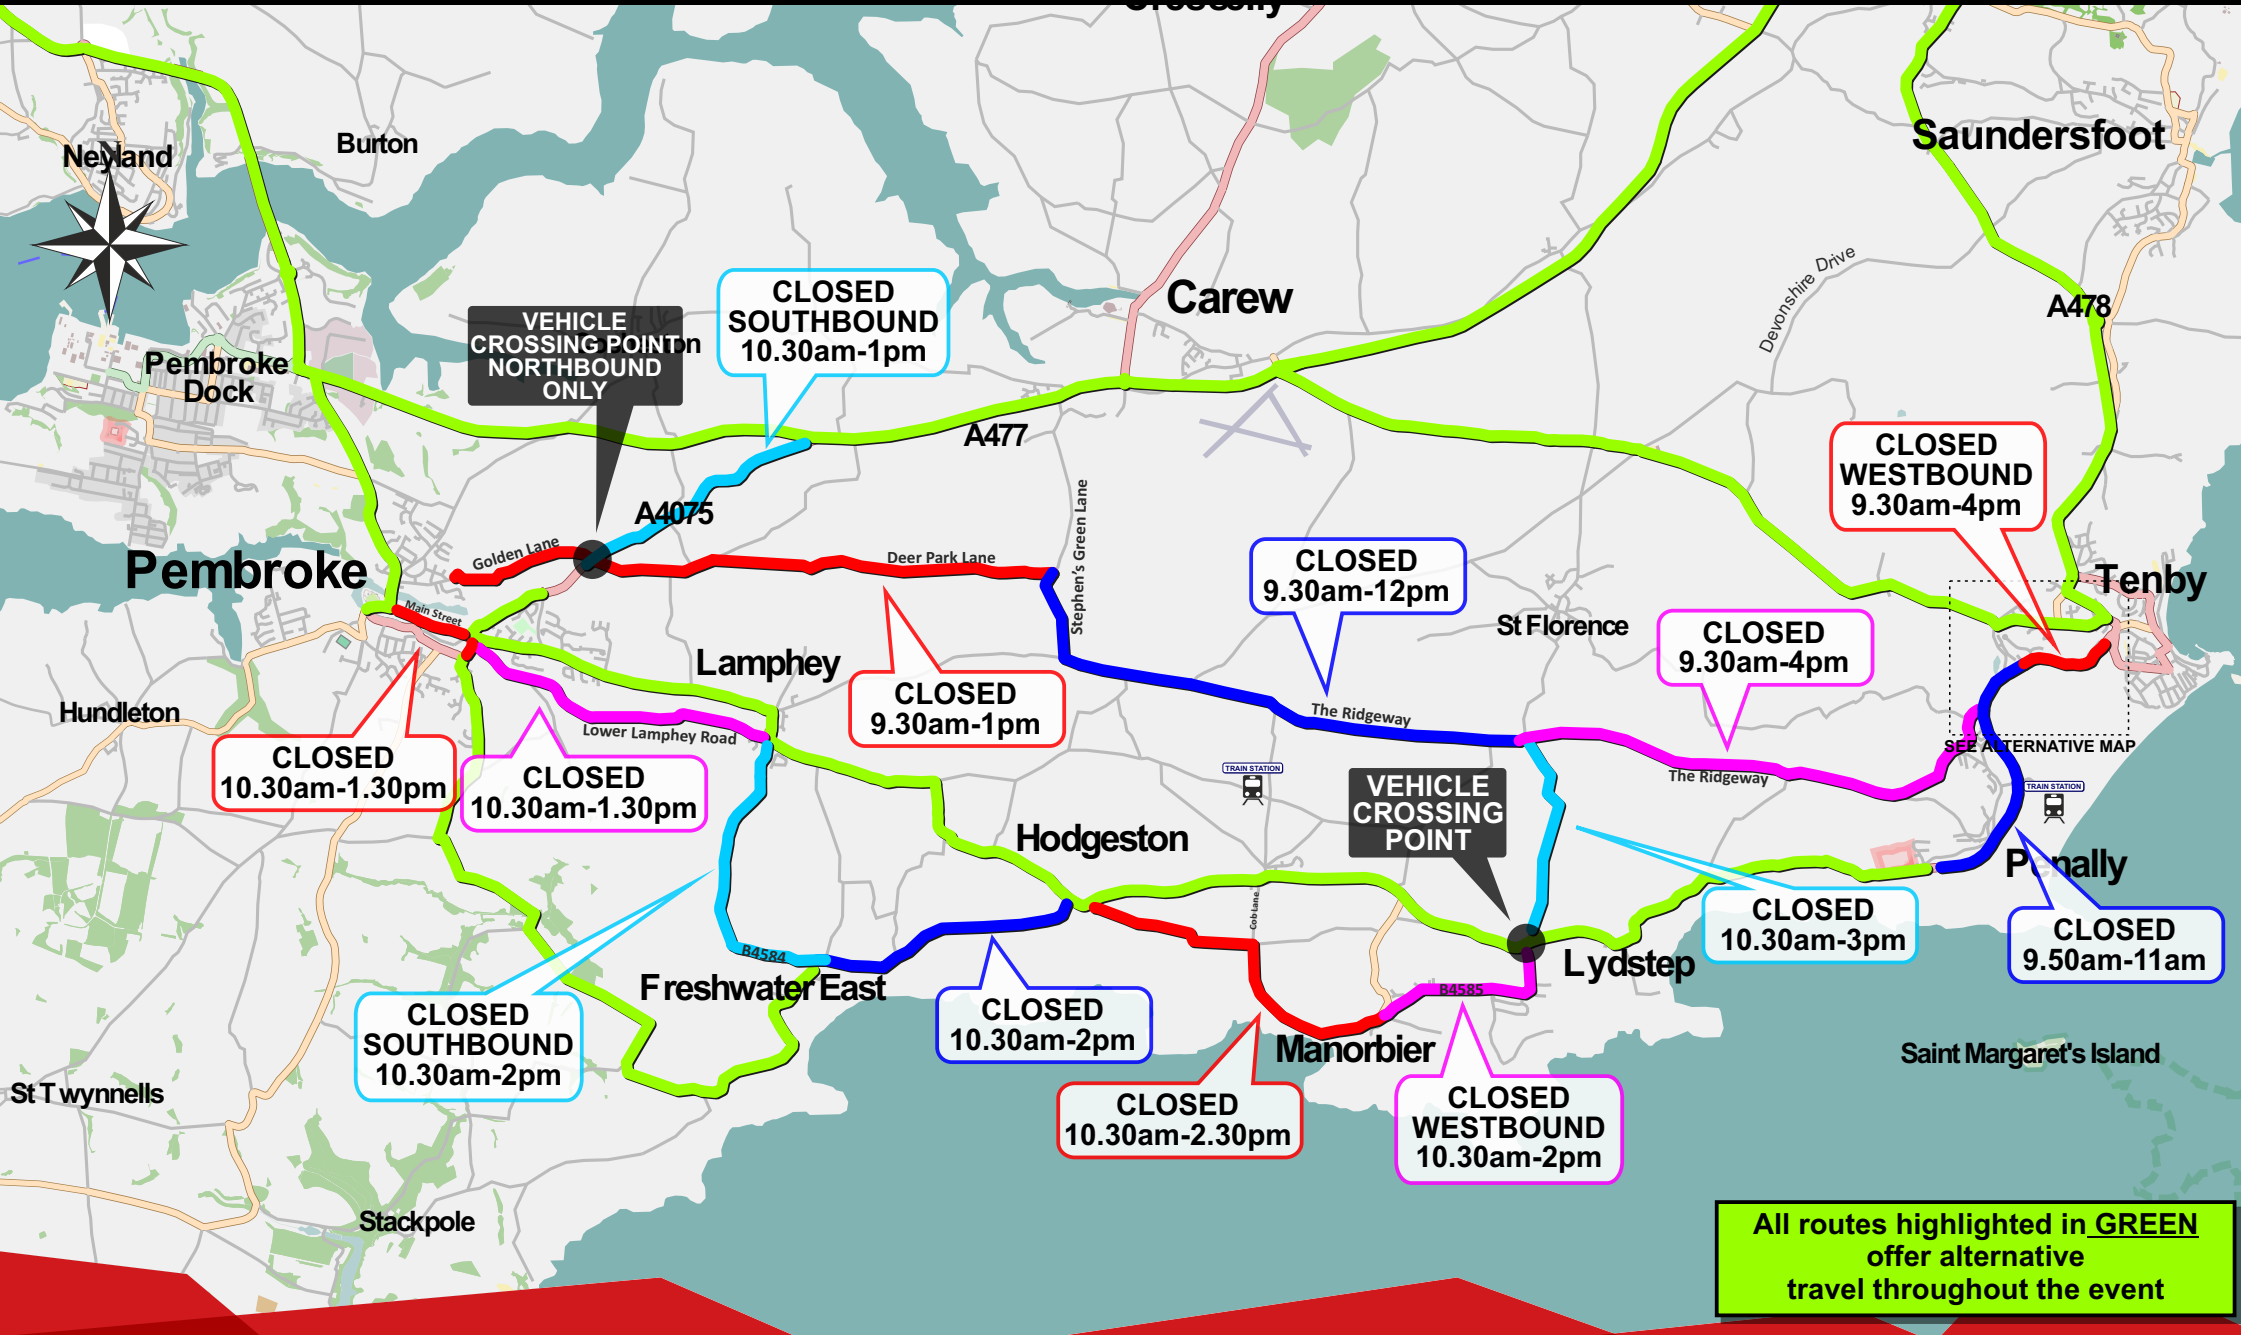 Neyland
Burton
Saundersfoot
Carew
Devonshire Drive
A478
Pembroke
Dock
VEHICLE
CROSSING POINT
NORTHBOUND
ONLY
CLOSED
SOUTHBOUND
10.30am-1pm
A477
A4075
CLOSED
WESTBOUND
9.30am-4pm
Pembroke
Golden Lane
Deer Park Lane
Stephen's Green Lane
CLOSED
9.30am-12pm
Tenby
Main Street
St Florence
CLOSED
9.30am-4pm
Lamphey
Hundleton
CLOSED
9.30am-1pm
Lower Lamphey Road
The Ridgeway
The Ridgeway
SEE ALTERNATIVE MAP
CLOSED
10.30am-1.30pm
CLOSED
10.30am-1.30pm
TRAIN STATION
TRAIN STATION
VEHICLE
CROSSING
POINT
Hodgeston
Penally
Cob Lane
CLOSED
10.30am-3pm
CLOSED
9.50am-11am
B4584
Freshwater East
Lydstep
B4585
CLOSED
SOUTHBOUND
10.30am-2pm
CLOSED
10.30am-2pm
Manorbier
Saint Margaret's Island
St Twynnells
CLOSED
10.30am-2.30pm
CLOSED
WESTBOUND
10.30am-2pm
Stackpole
All routes highlighted in GREEN
offer alternative
travel throughout the event